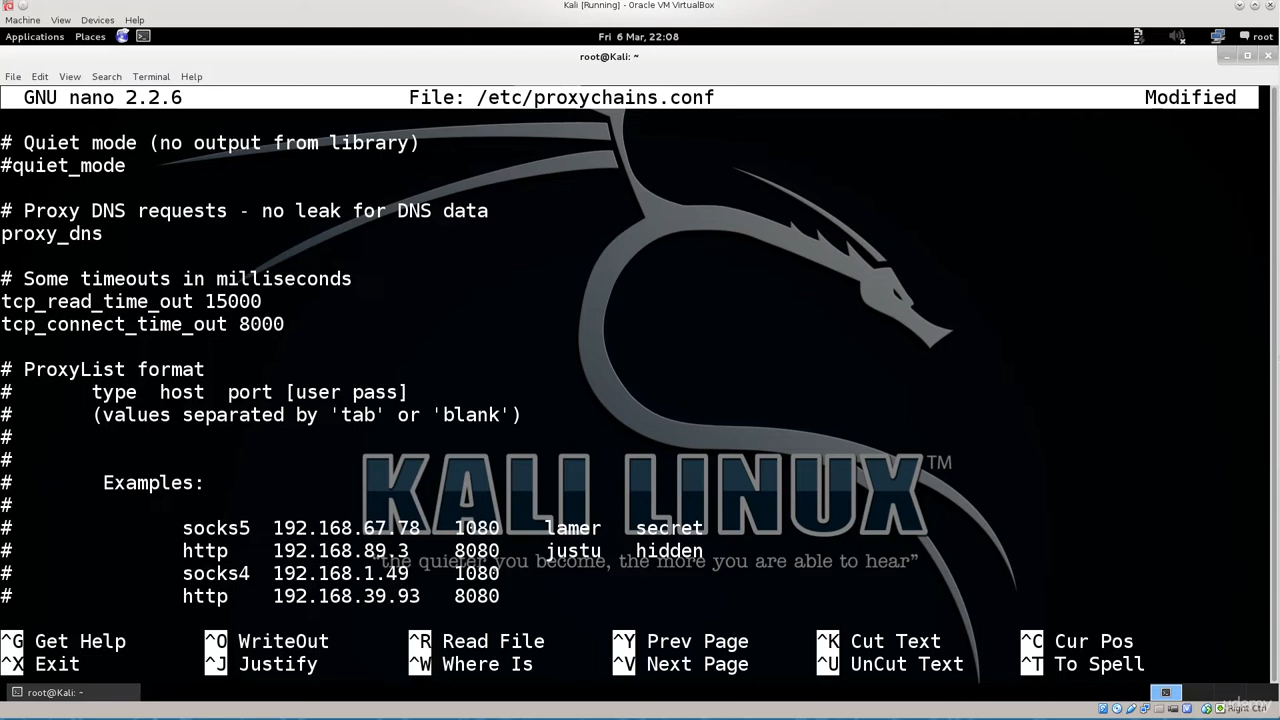 Kali [Running] - Oracle VM VirtualBox
Machine View Devices Help
Applications Places Fri 6 Mar, 22:08 root
root@Kali: ~
File Edit View Search Terminal Help
GNU nano 2.2.6 File: /etc/proxychains.conf Modified
# Quiet mode (no output from library)
#quiet_mode
# Proxy DNS requests - no leak for DNS data
proxy_dns
# Some timeouts in milliseconds
tcp_read_time_out 15000
tcp_connect_time_out 8000
# ProxyList format
# type host port [user pass]
# (values separated by 'tab' or 'blank')
#
#
# Examples:
#
# socks5 192.168.67.78 1080 lamer secret
# http 192.168.89.3 8080 justu hidden
# socks4 192.168.1.49 1080
# http 192.168.39.93 8080
KALI LINUX™
"the quieter you become, the more you are able to hear"
^G Get Help ^O WriteOut ^R Read File ^Y Prev Page ^K Cut Text ^C Cur Pos
^X Exit ^J Justify ^W Where Is ^V Next Page ^U UnCut Text ^T To Spell
root@Kali: ~
Right Ctrl